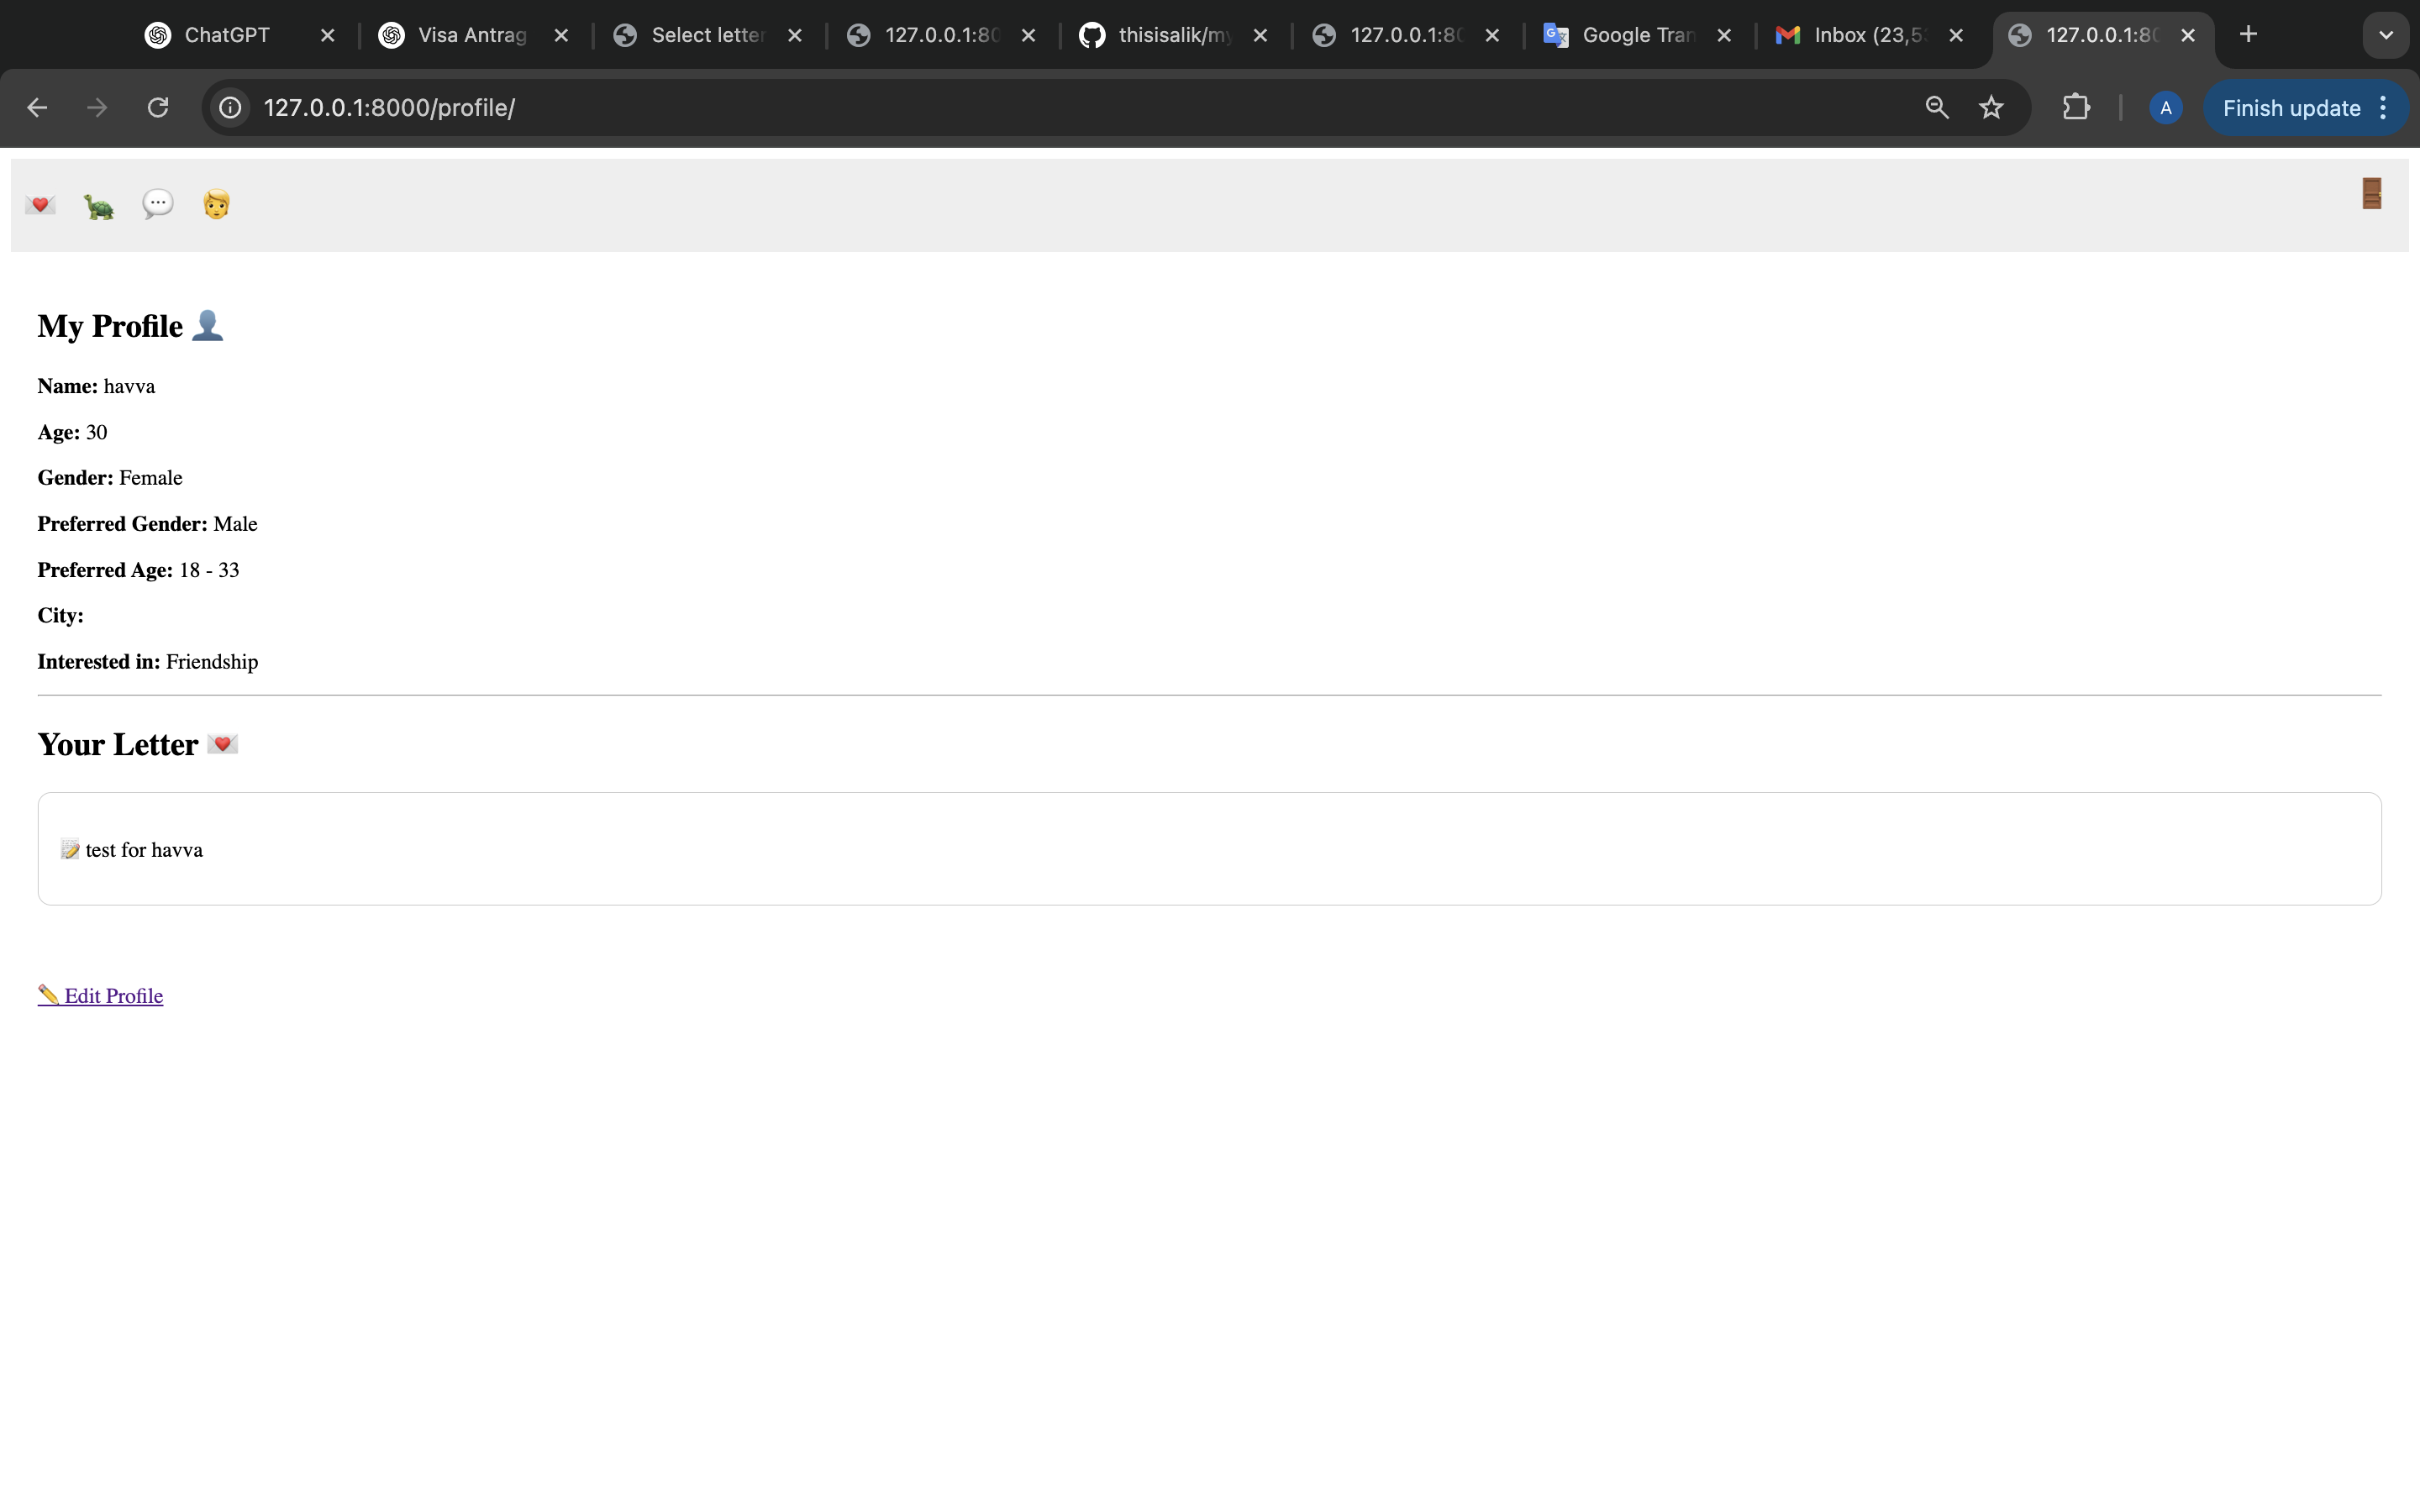 ChatGPT
Visa Antrag
Select letter
127.0.0.1:80
thisisalik/my
127.0.0.1:80
Google Tran
Inbox (23,53
127.0.0.1:80
127.0.0.1:8000/profile/
A
Finish update
My Profile 👤
Name: havva
Age: 30
Gender: Female
Preferred Gender: Male
Preferred Age: 18 - 33
City:
Interested in: Friendship
Your Letter 💌
📝 test for havva
✏️ Edit Profile